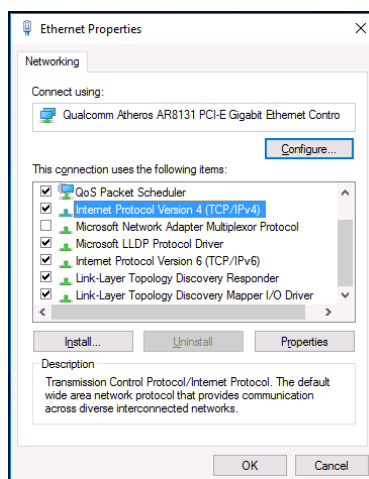 Ethernet Properties
Networking
Connect using:
Qualcomm Atheros AR8131 PCI-E Gigabit Ethernet Contro
Configure...
This connection uses the following items:
QoS Packet Scheduler
Internet Protocol Version 4 (TCP/IPv4)
Microsoft Network Adapter Multiplexor Protocol
Microsoft LLDP Protocol Driver
Internet Protocol Version 6 (TCP/IPv6)
Link-Layer Topology Discovery Responder
Link-Layer Topology Discovery Mapper I/O Driver
Install... Uninstall Properties
Description
Transmission Control Protocol/Internet Protocol. The default
wide area network protocol that provides communication
across diverse interconnected networks.
OK Cancel